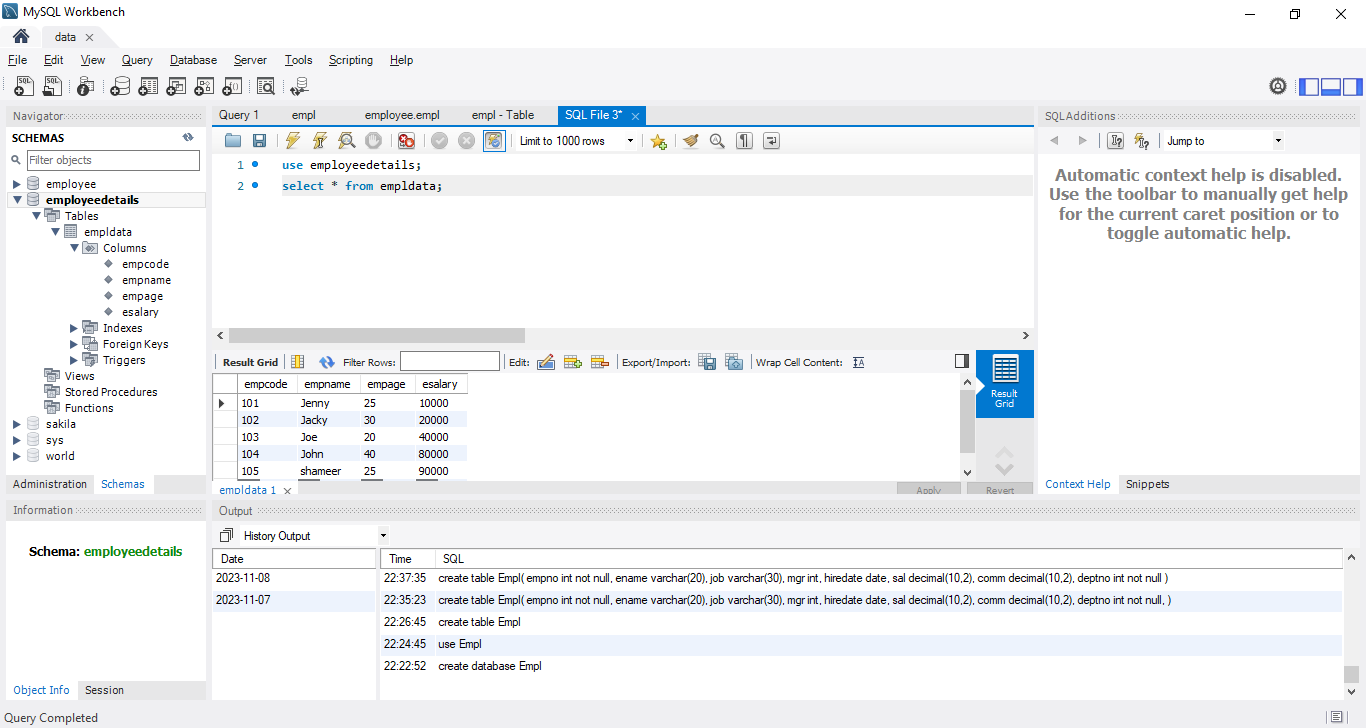 MySQL Workbench
data
File Edit View Query Database Server Tools Scripting Help
Navigator
SCHEMAS
Filter objects
employee
employeedetails
Tables
empldata
Columns
empcode
empname
empage
esalary
Indexes
Foreign Keys
Triggers
Views
Stored Procedures
Functions
sakila
sys
world
Administration Schemas
Information
Schema: employeedetails
Object Info Session
Query 1 empl employee.empl empl - Table SQL File 3*
Limit to 1000 rows
1 use employeedetails;
2 select * from empldata;
Result Grid Filter Rows: Edit: Export/Import: Wrap Cell Content:
empcode empname empage esalary
101 Jenny 25 10000
102 Jacky 30 20000
103 Joe 20 40000
104 John 40 80000
105 shameer 25 90000
Result
Grid
empldata 1 Apply Revert
SQLAdditions
Jump to
Automatic context help is disabled.
Use the toolbar to manually get help
for the current caret position or to
toggle automatic help.
Context Help Snippets
Output
History Output
Date
2023-11-08
2023-11-07
Time SQL
22:37:35 create table Empl( empno int not null, ename varchar(20), job varchar(30), mgr int, hiredate date, sal decimal(10,2), comm decimal(10,2), deptno int not null )
22:35:23 create table Empl( empno int not null, ename varchar(20), job varchar(30), mgr int, hiredate date, sal decimal(10,2), comm decimal(10,2), deptno int not null, )
22:26:45 create table Empl
22:24:45 use Empl
22:22:52 create database Empl
Query Completed